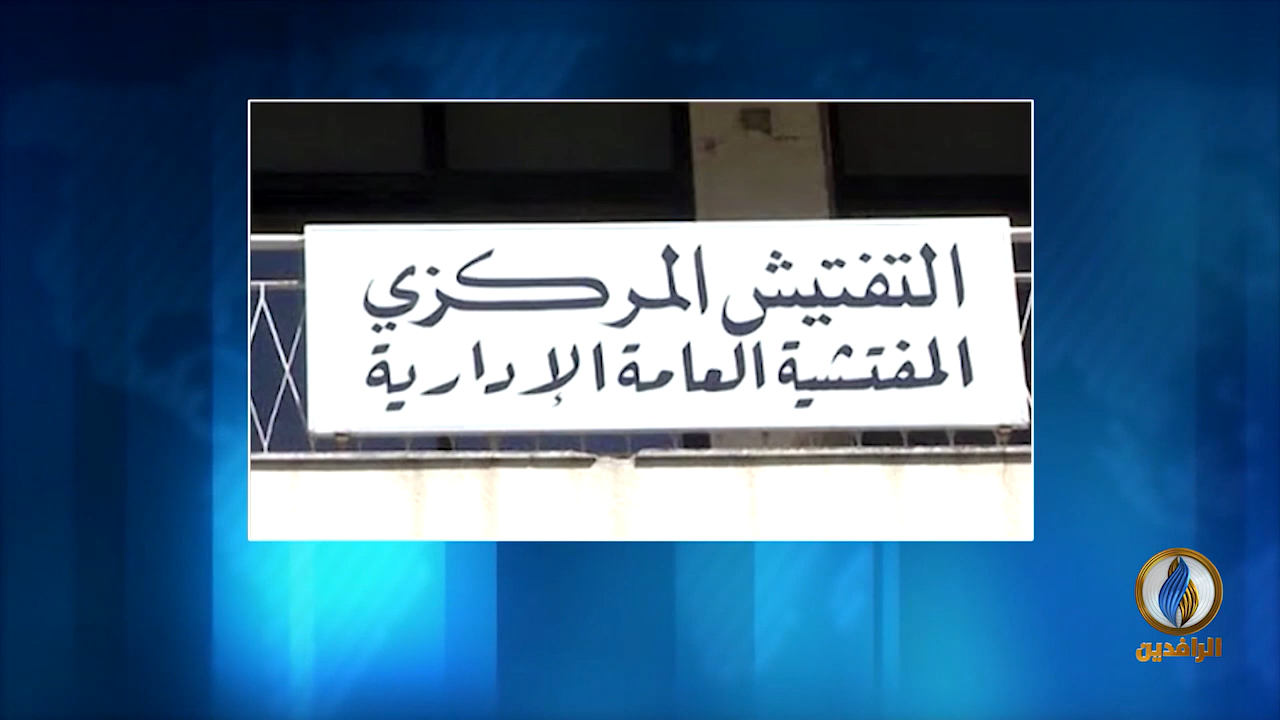 التفتيش المركزي
المفتشية العامة الإدارية
الرافدين